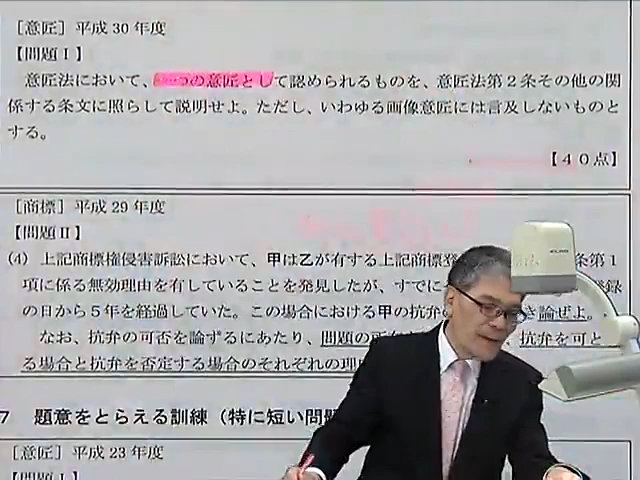 ［意匠］平成 30 年度
【問題Ⅰ】
意匠法において、一つの意匠として認められるものを、意匠法第２条その他の関
係する条文に照らして説明せよ。ただし、いわゆる画像意匠には言及しないものと
する。
【４０点】
［商標］平成 29 年度
【問題Ⅱ】
(4) 上記商標権侵害訴訟において、甲は乙が有する上記商標登 条第１
項に係る無効理由を有していることを発見したが、すでに 登録
の日から５年を経過していた。この場合における甲の抗弁 き論ぜよ。
なお、抗弁の可否を論ずるにあたり、問題の所 抗弁を可と
る場合と抗弁を否定する場合のそれぞれの理
7 題意をとらえる訓練（特に短い問題
［意匠］平成 23 年度
【問題Ⅰ】